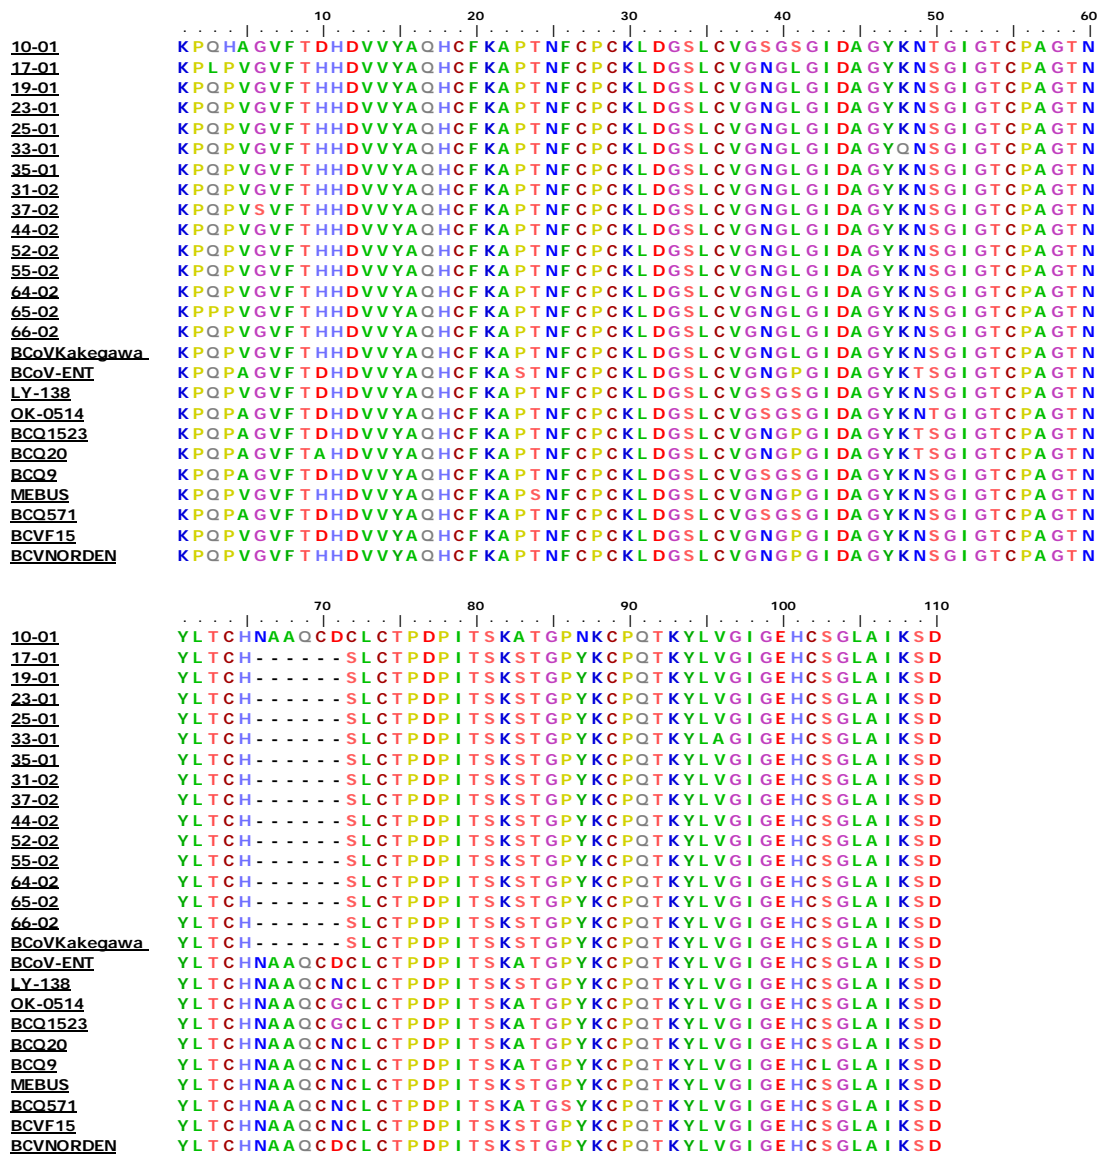 10 20 30 40 50 60
10-01 KPQHAGVFTDHDVVYAQHCFKAPTNFCPCKLDGSLCVGSGSGIDAGYKNTGIGTCPAGTN
17-01 KPLPVGVFTHHDVVYAQHCFKAPTNFCPCKLDGSLCVGNGLGIDAGYKNSGIGTCPAGTN
19-01 KPQPVGVFTHHDVVYAQHCFKAPTNFCPCKLDGSLCVGNGLGIDAGYKNSGIGTCPAGTN
23-01 KPQPVGVFTHHDVVYAQHCFKAPTNFCPCKLDGSLCVGNGLGIDAGYKNSGIGTCPAGTN
25-01 KPQPVGVFTHHDVVYAQHCFKAPTNFCPCKLDGSLCVGNGLGIDAGYKNSGIGTCPAGTN
33-01 KPQPVGVFTHHDVVYAQHCFKAPTNFCPCKLDGSLCVGNGLGIDAGYQNSGIGTCPAGTN
35-01 KPQPVGVFTHHDVVYAQHCFKAPTNFCPCKLDGSLCVGNGLGIDAGYKNSGIGTCPAGTN
31-02 KPQPVGVFTHHDVVYAQHCFKAPTNFCPCKLDGSLCVGNGLGIDAGYKNSGIGTCPAGTN
37-02 KPQPVSVFTHHDVVYAQHCFKAPTNFCPCKLDGSLCVGNGLGIDAGYKNSGIGTCPAGTN
44-02 KPQPVGVFTHHDVVYAQHCFKAPTNFCPCKLDGSLCVGNGLGIDAGYKNSGIGTCPAGTN
52-02 KPQPVGVFTHHDVVYAQHCFKAPTNFCPCKLDGSLCVGNGLGIDAGYKNSGIGTCPAGTN
55-02 KPQPVGVFTHHDVVYAQHCFKAPTNFCPCKLDGSLCVGNGLGIDAGYKNSGIGTCPAGTN
64-02 KPQPVGVFTHHDVVYAQHCFKAPTNFCPCKLDGSLCVGNGLGIDAGYKNSGIGTCPAGTN
65-02 KPPPVGVFTHHDVVYAQHCFKAPTNFCPCKLDGSLCVGNGLGIDAGYKNSGIGTCPAGTN
66-02 KPQPVGVFTHHDVVYAQHCFKAPTNFCPCKLDGSLCVGNGLGIDAGYKNSGIGTCPAGTN
BCoVKakegawa KPQPVGVFTHHDVVYAQHCFKAPTNFCPCKLDGSLCVGNGLGIDAGYKNSGIGTCPAGTN
BCoV-ENT KPQPAGVFTDHDVVYAQHCFKASTNFCPCKLDGSLCVGNGPGIDAGYKTSGIGTCPAGTN
LY-138 KPQPVGVFTDHDVVYAQHCFKAPTNFCPCKLDGSLCVGSGSGIDAGYKNSGIGTCPAGTN
OK-0514 KPQPAGVFTDHDVVYAQHCFKAPTNFCPCKLDGSLCVGSGSGIDAGYKNTGIGTCPAGTN
BCQ1523 KPQPAGVFTDHDVVYAQHCFKAPTNFCPCKLDGSLCVGNGPGIDAGYKTSGIGTCPAGTN
BCQ20 KPQPAGVFTAHDVVYAQHCFKAPTNFCPCKLDGSLCVGNGPGIDAGYKTSGIGTCPAGTN
BCQ9 KPQPAGVFTDHDVVYAQHCFKAPTNFCPCKLDGSLCVGSGSGIDAGYKNSGIGTCPAGTN
MEBUS KPQPVGVFTHHDVVYAQHCFKAPSNFCPCKLDGSLCVGNGPGIDAGYKNSGIGTCPAGTN
BCQ571 KPQPAGVFTDHDVVYAQHCFKAPTNFCPCKLDGSLCVGSGSGIDAGYKNSGIGTCPAGTN
BCVF15 KPQPVGVFTDHDVVYAQHCFKAPTNFCPCKLDGSLCVGNGPGIDAGYKNSGIGTCPAGTN
BCVNORDEN KPQPVGVFTHHDVVYAQHCFKAPTNFCPCKLDGSLCVGNGPGIDAGYKNSGIGTCPAGTN
70 80 90 100 110
10-01 YLTCHNAAQCDCLCTPDPITSKATGPNKCPQTKYLVGIGEHCSGLAIKSD
17-01 YLTCH------SLCTPDPITSKSTGPYKCPQTKYLVGIGEHCSGLAIKSD
19-01 YLTCH------SLCTPDPITSKSTGPYKCPQTKYLVGIGEHCSGLAIKSD
23-01 YLTCH------SLCTPDPITSKSTGPYKCPQTKYLVGIGEHCSGLAIKSD
25-01 YLTCH------SLCTPDPITSKSTGPYKCPQTKYLVGIGEHCSGLAIKSD
33-01 YLTCH------SLCTPDPITSKSTGPYKCPQTKYLAGIGEHCSGLAIKSD
35-01 YLTCH------SLCTPDPITSKSTGPYKCPQTKYLVGIGEHCSGLAIKSD
31-02 YLTCH------SLCTPDPITSKSTGPYKCPQTKYLVGIGEHCSGLAIKSD
37-02 YLTCH------SLCTPDPITSKSTGPYKCPQTKYLVGIGEHCSGLAIKSD
44-02 YLTCH------SLCTPDPITSKSTGPYKCPQTKYLVGIGEHCSGLAIKSD
52-02 YLTCH------SLCTPDPITSKSTGPYKCPQTKYLVGIGEHCSGLAIKSD
55-02 YLTCH------SLCTPDPITSKSTGPYKCPQTKYLVGIGEHCSGLAIKSD
64-02 YLTCH------SLCTPDPITSKSTGPYKCPQTKYLVGIGEHCSGLAIKSD
65-02 YLTCH------SLCTPDPITSKSTGPYKCPQTKYLVGIGEHCSGLAIKSD
66-02 YLTCH------SLCTPDPITSKSTGPYKCPQTKYLVGIGEHCSGLAIKSD
BCoVKakegawa YLTCH------SLCTPDPITSKSTGPYKCPQTKYLVGIGEHCSGLAIKSD
BCoV-ENT YLTCHNAAQCDCLCTPDPITSKATGPYKCPQTKYLVGIGEHCSGLAIKSD
LY-138 YLTCHNAAQCNCLCTPDPITSKSTGPYKCPQTKYLVGIGEHCSGLAIKSD
OK-0514 YLTCHNAAQCGCLCTPDPITSKATGPYKCPQTKYLVGIGEHCSGLAIKSD
BCQ1523 YLTCHNAAQCGCLCTPDPITSKATGPYKCPQTKYLVGIGEHCSGLAIKSD
BCQ20 YLTCHNAAQCNCLCTPDPITSKATGPYKCPQTKYLVGIGEHCSGLAIKSD
BCQ9 YLTCHNAAQCNCLCTPDPITSKATGPYKCPQTKYLVGIGEHCLGLAIKSD
MEBUS YLTCHNAAQCNCLCTPDPITSKSTGPYKCPQTKYLVGIGEHCSGLAIKSD
BCQ571 YLTCHNAAQCNCLCTPDPITSKATGSYKCPQTKYLVGIGEHCSGLAIKSD
BCVF15 YLTCHNAAQCNCLCTPDPITSKSTGPYKCPQTKYLVGIGEHCSGLAIKSD
BCVNORDEN YLTCHNAAQCDCLCTPDPITSKSTGPYKCPQTKYLVGIGEHCSGLAIKSD